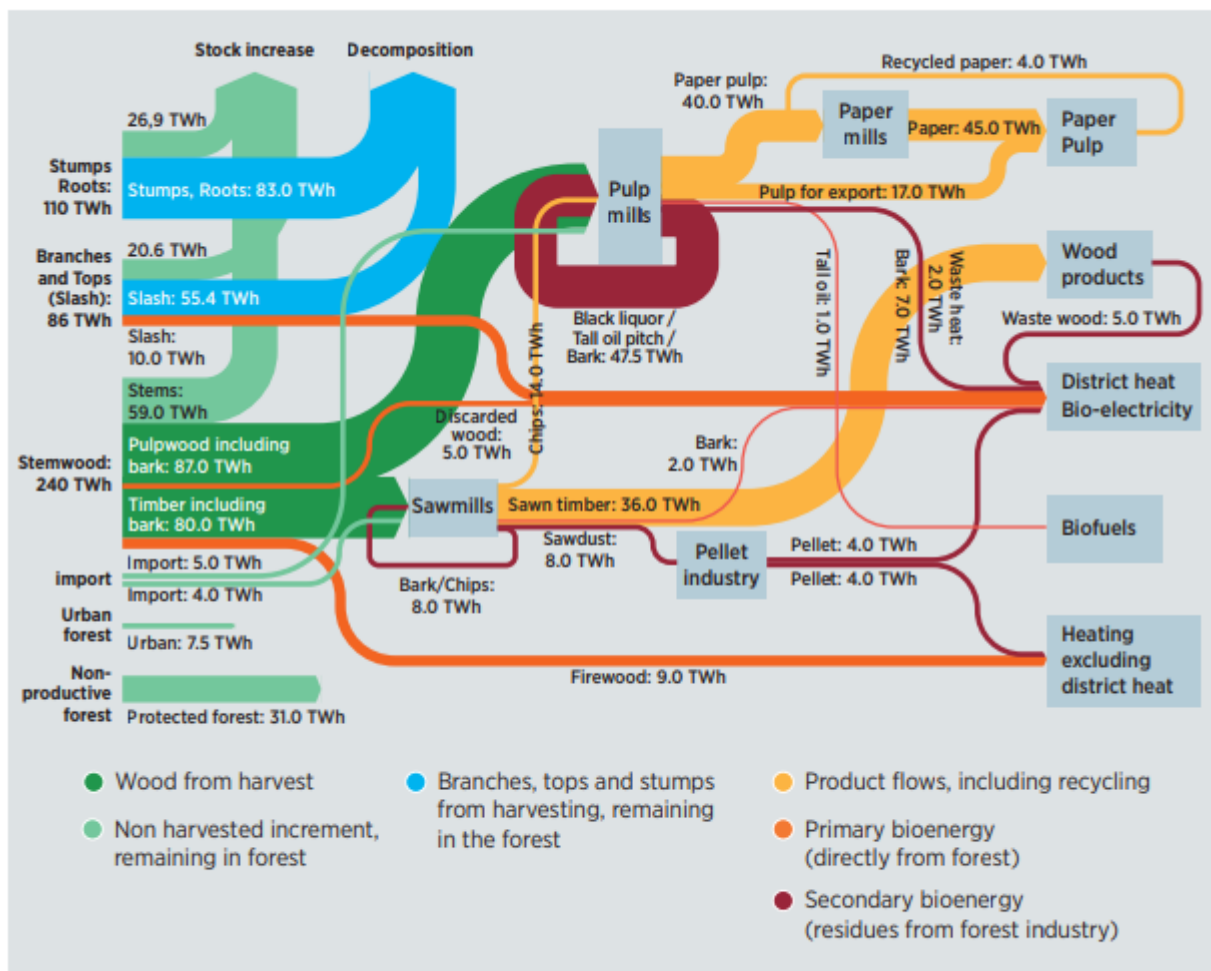 Stock increase
Decomposition
26,9 TWh
Stumps
Roots:
110 TWh
Stumps, Roots: 83.0 TWh
20.6 TWh
Branches
and Tops
(Slash):
86 TWh
Slash: 55.4 TWh
Slash:
10.0 TWh
Stems:
59.0 TWh
Stemwood:
240 TWh
Pulpwood including
bark: 87.0 TWh
Timber including
bark: 80.0 TWh
import
Import: 5.0 TWh
Import: 4.0 TWh
Urban
forest
Urban: 7.5 TWh
Non-
productive
forest
Protected forest: 31.0 TWh
Recycled paper: 4.0 TWh
Paper pulp:
40.0 TWh
Paper
mills
Paper: 45.0 TWh
Paper
Pulp
Pulp
mills
Pulp for export: 17.0 TWh
Black liquor /
Tall oil pitch /
Bark: 47.5 TWh
Chips: 14.0 TWh
Tall oil: 1.0 TWh
Bark: 7.0 TWh
Waste heat:
2.0 TWh
Wood
products
Waste wood: 5.0 TWh
District heat
Bio-electricity
Discarded
wood:
5.0 TWh
Bark:
2.0 TWh
Sawmills
Sawn timber: 36.0 TWh
Sawdust:
8.0 TWh
Bark/Chips:
8.0 TWh
Pellet
industry
Pellet: 4.0 TWh
Pellet: 4.0 TWh
Biofuels
Heating
excluding
district heat
Firewood: 9.0 TWh
Wood from harvest
Non harvested increment,
remaining in forest
Branches, tops and stumps
from harvesting, remaining
in the forest
Product flows, including recycling
Primary bioenergy
(directly from forest)
Secondary bioenergy
(residues from forest industry)